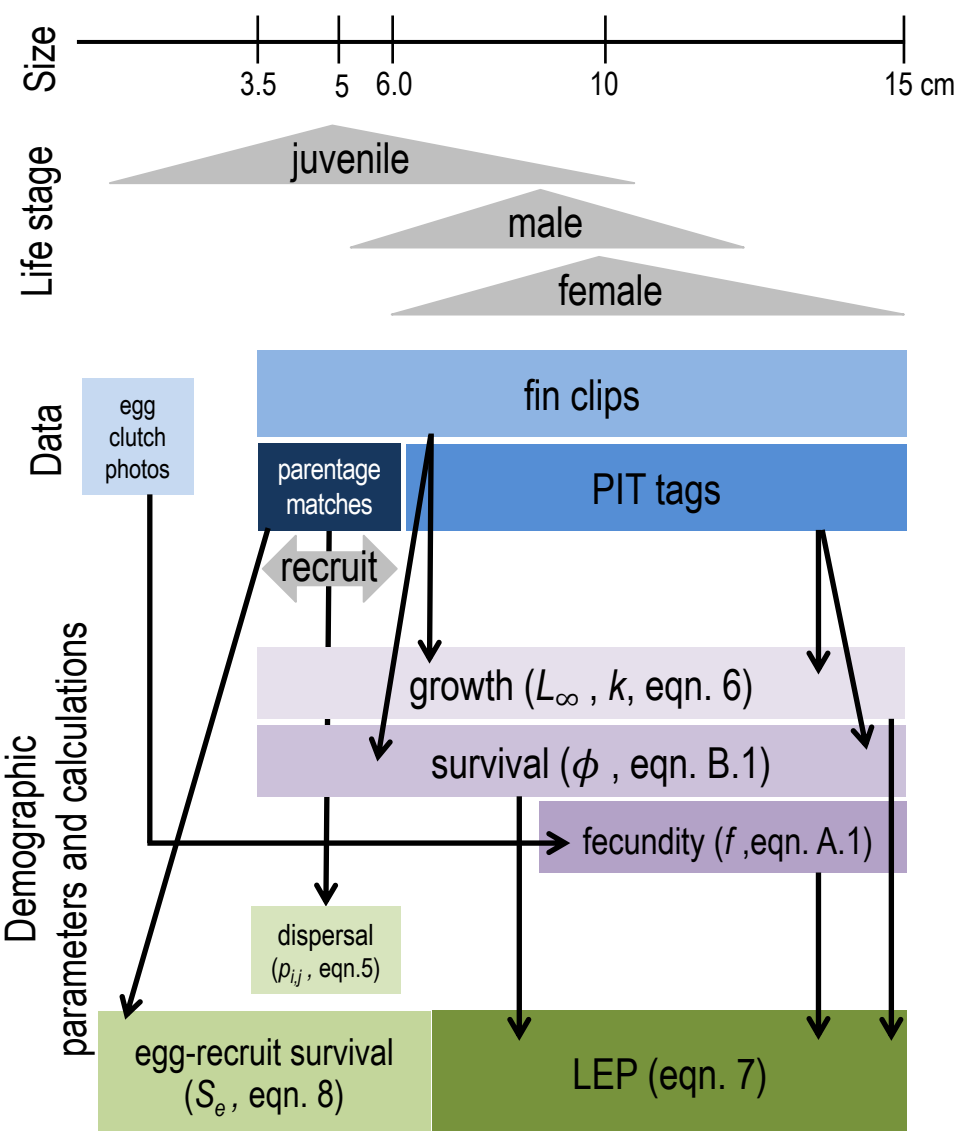 Size
3.5
5
6.0
10
15 cm
Life stage
juvenile
male
female
Data
egg
clutch
photos
fin clips
parentage
matches
PIT tags
recruit
Demographic
parameters and calculations
growth (L∞ , k, eqn. 6)
survival (ϕ , eqn. B.1)
fecundity (f ,eqn. A.1)
dispersal
(pi,j , eqn.5)
egg-recruit survival
(Se , eqn. 8)
LEP (eqn. 7)